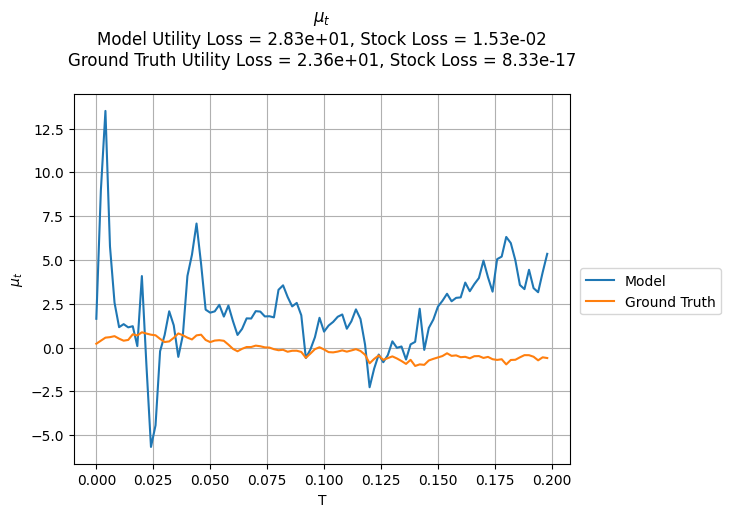 μₜ
Model Utility Loss = 2.83e+01, Stock Loss = 1.53e-02
Ground Truth Utility Loss = 2.36e+01, Stock Loss = 8.33e-17
12.5
10.0
7.5
5.0
2.5
0.0
−2.5
−5.0
μₜ
0.000
0.025
0.050
0.075
0.100
0.125
0.150
0.175
0.200
T
Model
Ground Truth